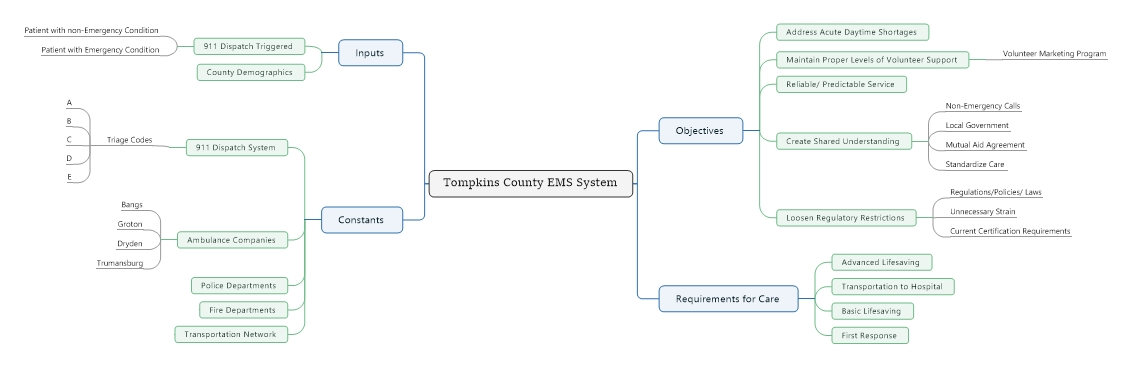 Tompkins County EMS System
Inputs
911 Dispatch Triggered
Patient with non-Emergency Condition
Patient with Emergency Condition
County Demographics
Constants
911 Dispatch System
Triage Codes
A
B
C
D
E
Ambulance Companies
Bangs
Groton
Dryden
Trumansburg
Police Departments
Fire Departments
Transportation Network
Objectives
Address Acute Daytime Shortages
Maintain Proper Levels of Volunteer Support
Volunteer Marketing Program
Reliable/ Predictable Service
Create Shared Understanding
Non-Emergency Calls
Local Government
Mutual Aid Agreement
Standardize Care
Loosen Regulatory Restrictions
Regulations/Policies/ Laws
Unnecessary Strain
Current Certification Requirements
Requirements for Care
Advanced Lifesaving
Transportation to Hospital
Basic Lifesaving
First Response